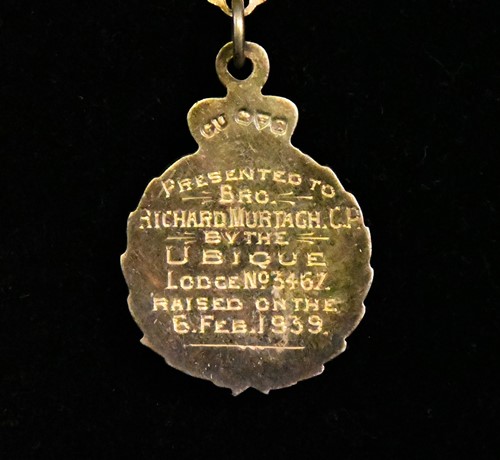 PRESENTED TO
BRO.
RICHARD MURTAGH. C.P.
BY THE
UBIQUE
LODGE No 3467.
RAISED ON THE
6. FEB. 1939.